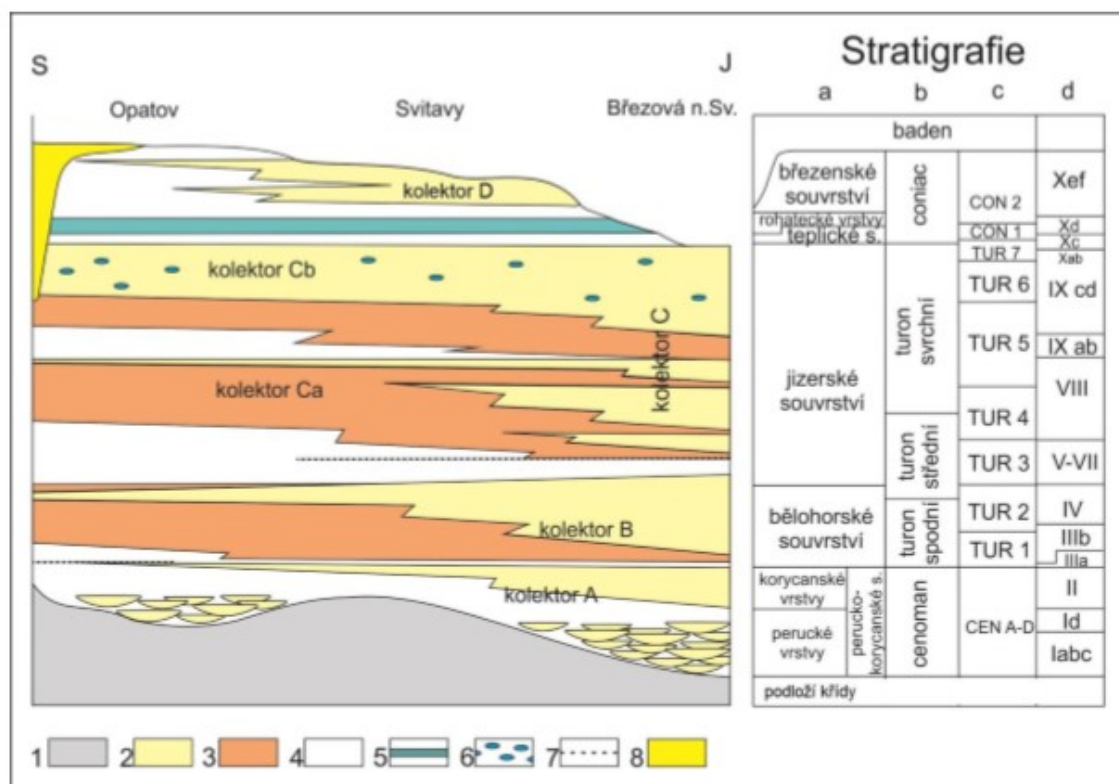 Stratigrafie
S
J
Opatov
Svitavy
Březová n.Sv.
kolektor D
kolektor Cb
kolektor C
kolektor Ca
kolektor B
kolektor A
a
b
c
d
baden
březenské
souvrství
rohatecké vrstvy
teplické s.
jizerské
souvrství
bělohorské
souvrství
korycanské
vrstvy
perucké
vrstvy
perucko-
korycanské s.
podloží křídy
coniac
turon
svrchní
turon
střední
turon
spodní
cenoman
CON 2
CON 1
TUR 7
TUR 6
TUR 5
TUR 4
TUR 3
TUR 2
TUR 1
CEN A-D
Xef
Xd
Xc
Xab
IX cd
IX ab
VIII
V-VII
IV
IIIb
IIIa
II
Id
Iabc
1
2
3
4
5
6
7
8